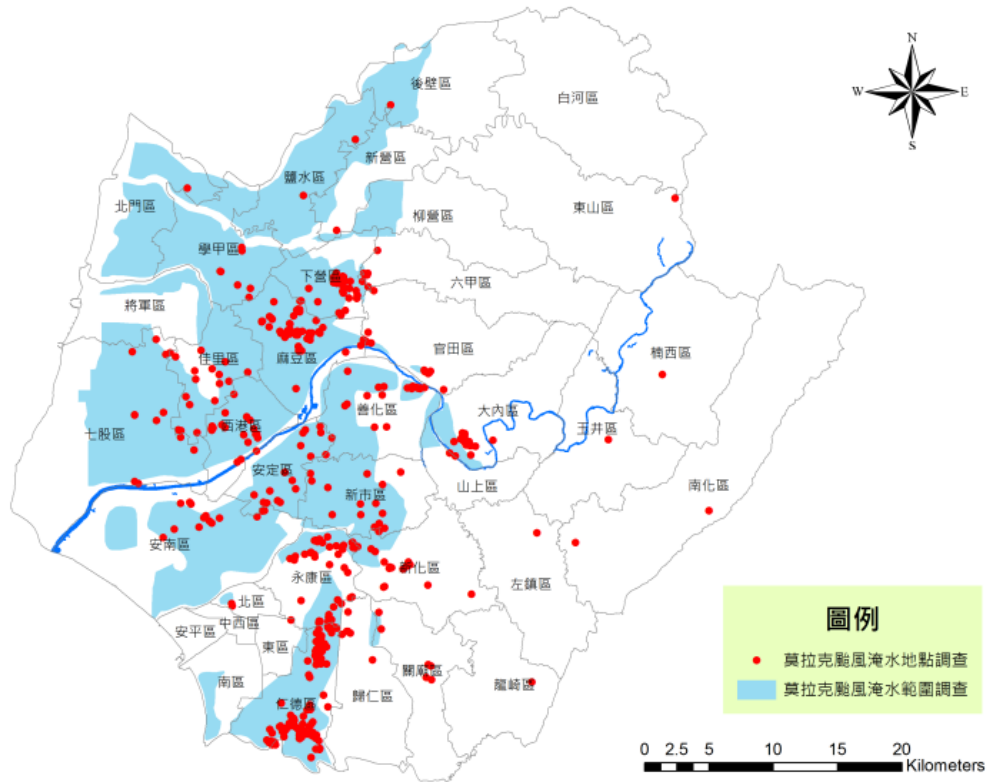 N
W E
S
後壁區
白河區
新營區
鹽水區
北門區
東山區
柳營區
學甲區
下營區
六甲區
將軍區
官田區
佳里區
麻豆區
楠西區
善化區
大內區
七股區
西港區
玉井區
安定區
山上區
新市區
南化區
安南區
永康區
新化區
左鎮區
北區
中西區
安平區
東區
關廟區
南區
歸仁區
龍崎區
仁德區
圖例
莫拉克颱風淹水地點調查
莫拉克颱風淹水範圍調查
0 2.5 5 10 15 20
Kilometers